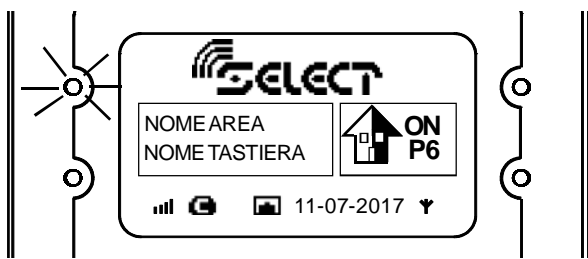 SELECT
NOME AREA
NOME TASTIERA
ON
P6
11-07-2017